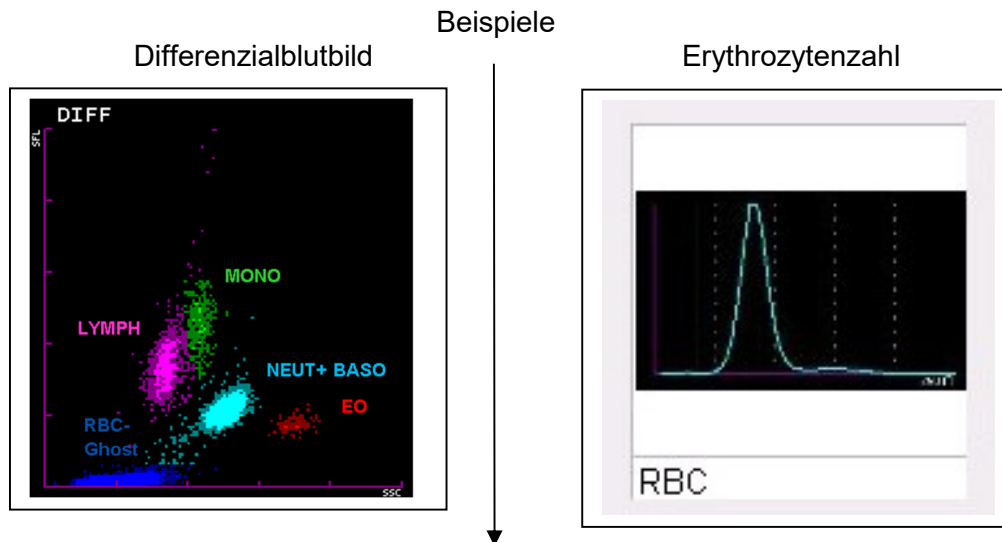 Beispiele
Differenzialblutbild
Erythrozytenzahl
DIFF
SFL
MONO
LYMPH
NEUT+ BASO
EO
RBC-
Ghost
SSC
RBC